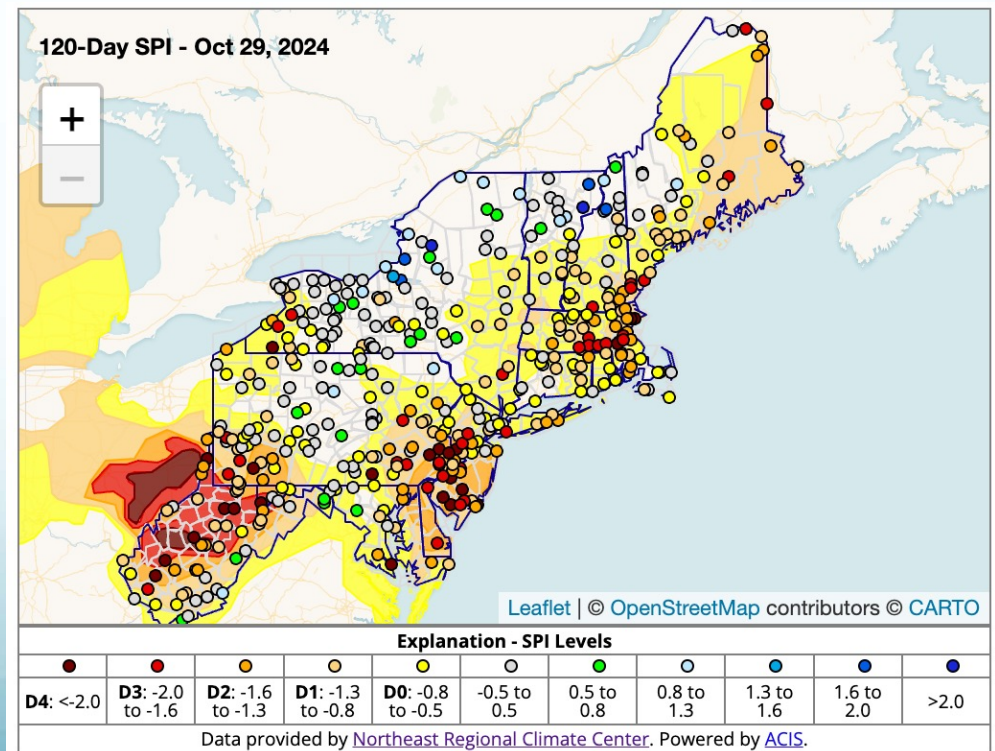 120-Day SPI - Oct 29, 2024
+
−
Leaflet | © OpenStreetMap contributors © CARTO
Explanation - SPI Levels
D4: <-2.0
D3: -2.0
to -1.6
D2: -1.6
to -1.3
D1: -1.3
to -0.8
D0: -0.8
to -0.5
-0.5 to
0.5
0.5 to
0.8
0.8 to
1.3
1.3 to
1.6
1.6 to
2.0
>2.0
Data provided by Northeast Regional Climate Center. Powered by ACIS.